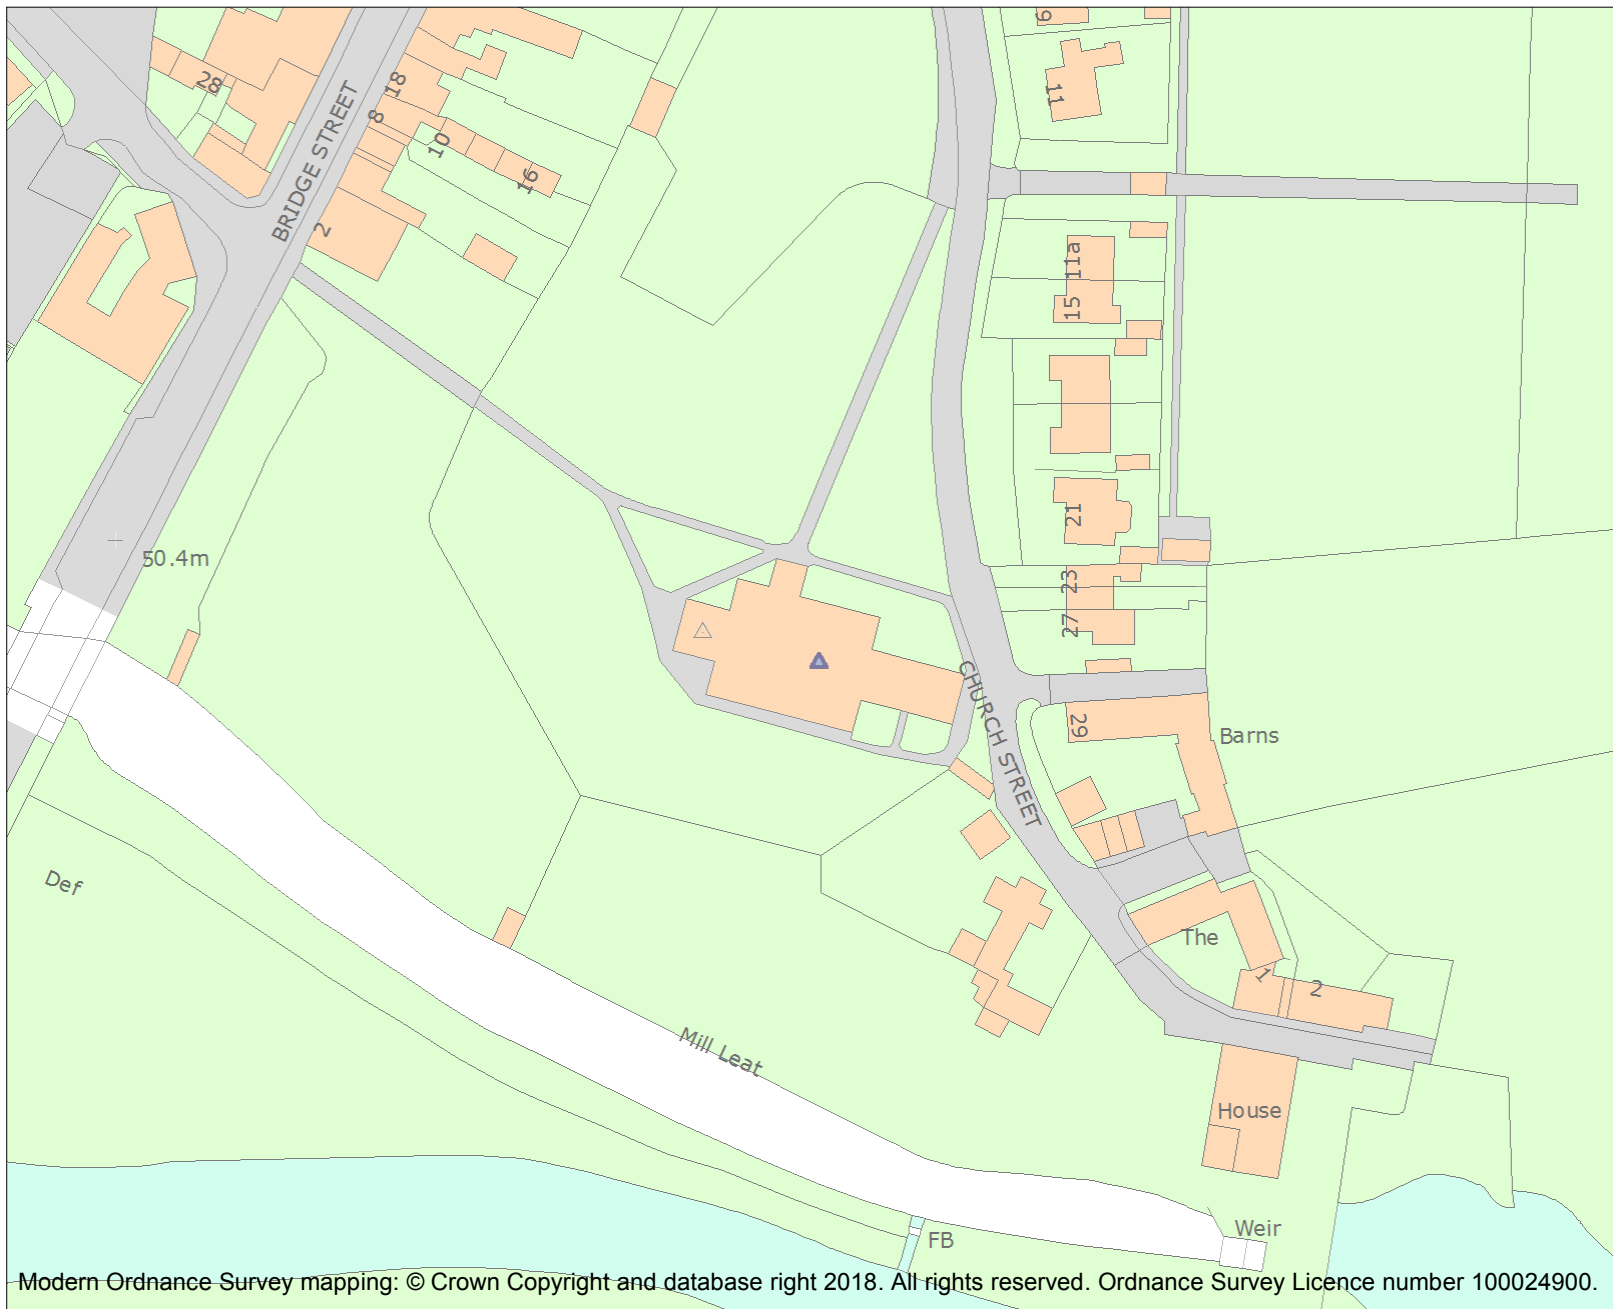 9
11
28
18
8
BRIDGE STREET
10
16
2
11a
15
21
50.4m
23
27
CHURCH STREET
29
Barns
Def
The
1
2
Mill Leat
House
Weir
FB
Modern Ordnance Survey mapping: © Crown Copyright and database right 2018. All rights reserved. Ordnance Survey Licence number 100024900.